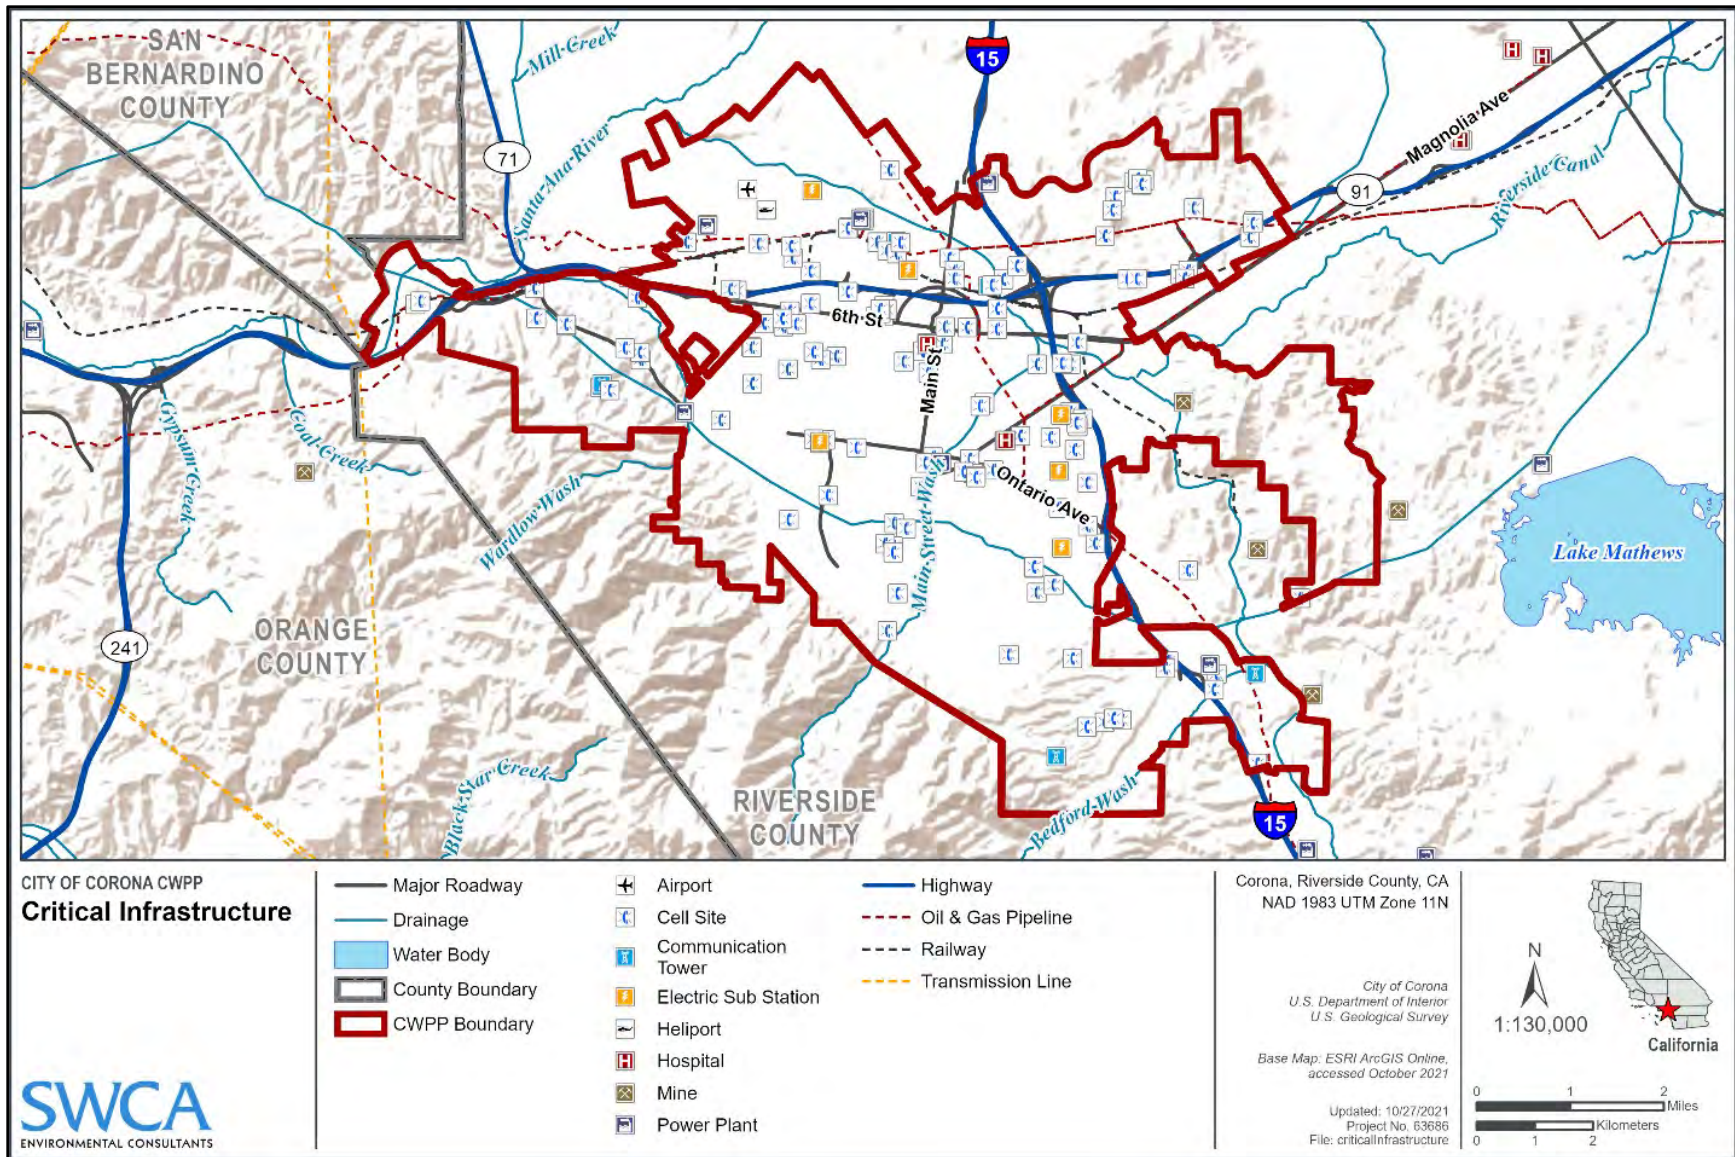 SAN
BERNARDINO
COUNTY
Mill Creek
15
71
Santa Ana River
Magnolia Ave
91
Riverside Canal
6th St
Main St
Gypsum Creek
Coal Creek
Wardlow Wash
Main Street Wash
Ontario Ave
Lake Mathews
241
ORANGE
COUNTY
Black Star Creek
RIVERSIDE
COUNTY
Bedford Wash
15
CITY OF CORONA CWPP
Critical Infrastructure
SWCA
ENVIRONMENTAL CONSULTANTS
Major Roadway
Drainage
Water Body
County Boundary
CWPP Boundary
Airport
Cell Site
Communication
Tower
Electric Sub Station
Heliport
Hospital
Mine
Power Plant
Highway
Oil & Gas Pipeline
Railway
Transmission Line
Corona, Riverside County, CA
NAD 1983 UTM Zone 11N
City of Corona
U.S. Department of Interior
U.S. Geological Survey
Base Map: ESRI ArcGIS Online,
accessed October 2021
Updated: 10/27/2021
Project No. 63686
File: criticalInfrastructure
N
1:130,000
California
0 1 2
Miles
Kilometers
0 1 2